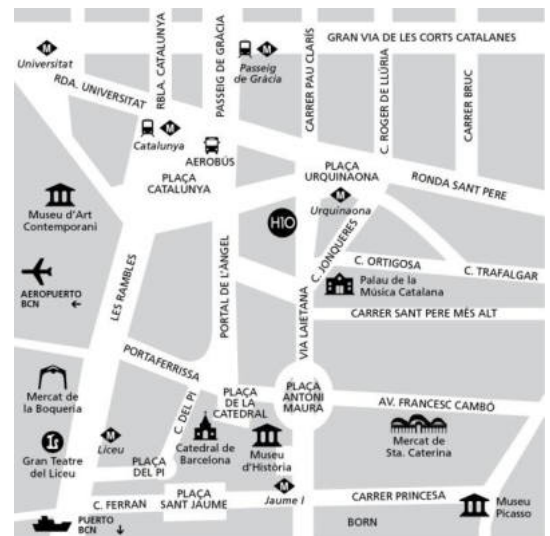 GRAN VIA DE LES CORTS CATALANES
M
Universitat
RBLA. CATALUNYA
PASSEIG DE GRÀCIA
M
Passeig
de Gràcia
CARRER PAU CLARÍS
C. ROGER DE LLÚRIA
CARRER BRUC
RDA. UNIVERSITAT
M
Catalunya
AEROBÚS
PLAÇA
CATALUNYA
PLAÇA
URQUINAONA
M
Urquinaona
RONDA SANT PERE
Museu d'Art
Contemporani
H10
C. JONQUERES
C. ORTIGOSA
C. TRAFALGAR
AEROPUERTO
BCN
LES RAMBLES
PORTAL DE L'ÀNGEL
VIA LAIETANA
Palau de la
Música Catalana
CARRER SANT PERE MÉS ALT
PORTAFERRISSA
Mercat de
la Boqueria
C. DEL PI
PLAÇA
DE LA
CATEDRAL
PLAÇA
ANTONI
MAURA
AV. FRANCESC CAMBÓ
Gran Teatre
del Liceu
M
Liceu
PLAÇA
DEL PI
Catedral de
Barcelona
Museu
d'Història
Mercat de
Sta. Caterina
M
Jaume I
C. FERRAN
PLAÇA
SANT JAUME
CARRER PRINCESA
Museu
Picasso
PUERTO
BCN
BORN